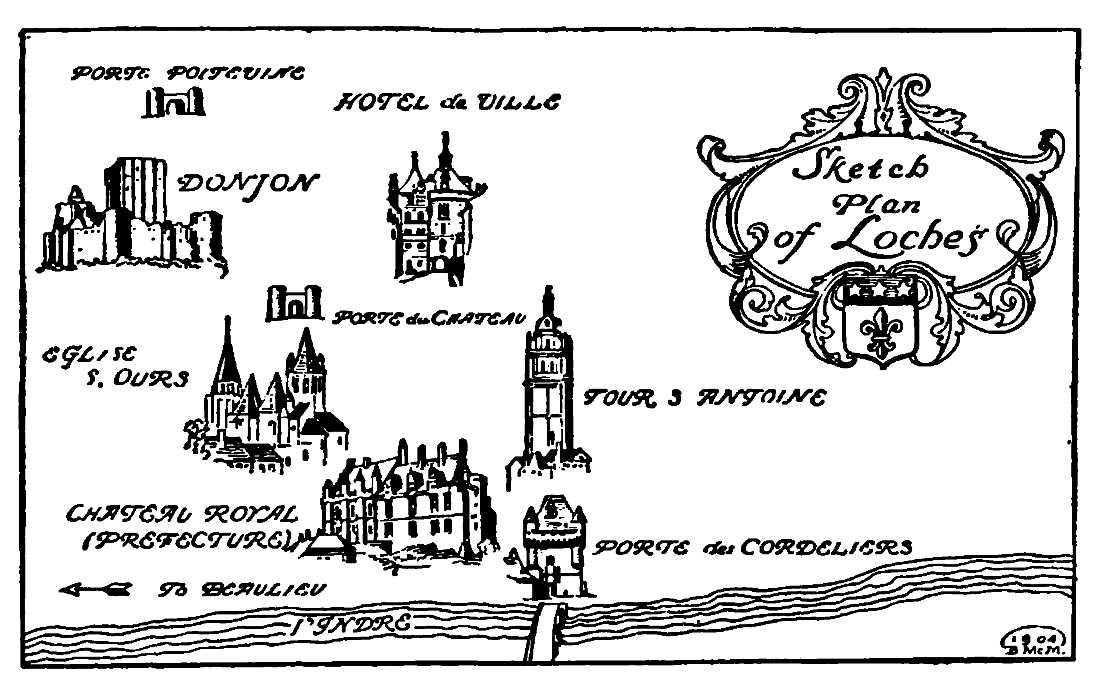 PORTE POITEVINE
HOTEL de VILLE
DONJON
Sketch
Plan
of Loches
PORTE du CHATEAU
EGLISE
S. OURS
TOUR S ANTOINE
CHATEAU ROYAL
(PREFECTURE)
PORTE des CORDELIERS
To BEAULIEU
l'INDRE
1904
B McM.